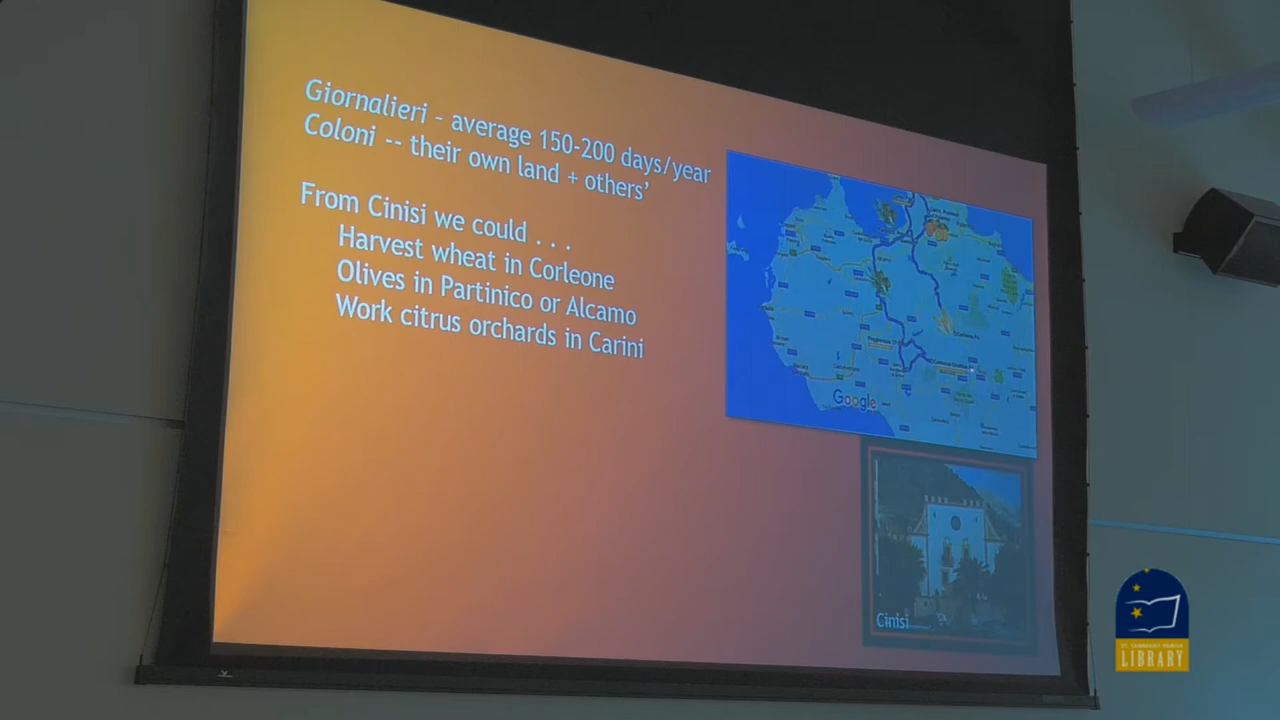 Giornalieri – average 150-200 days/year
Coloni -- their own land + others'
From Cinisi we could . . .
Harvest wheat in Corleone
Olives in Partinico or Alcamo
Work citrus orchards in Carini
Google
Cinisi
LIBRARY